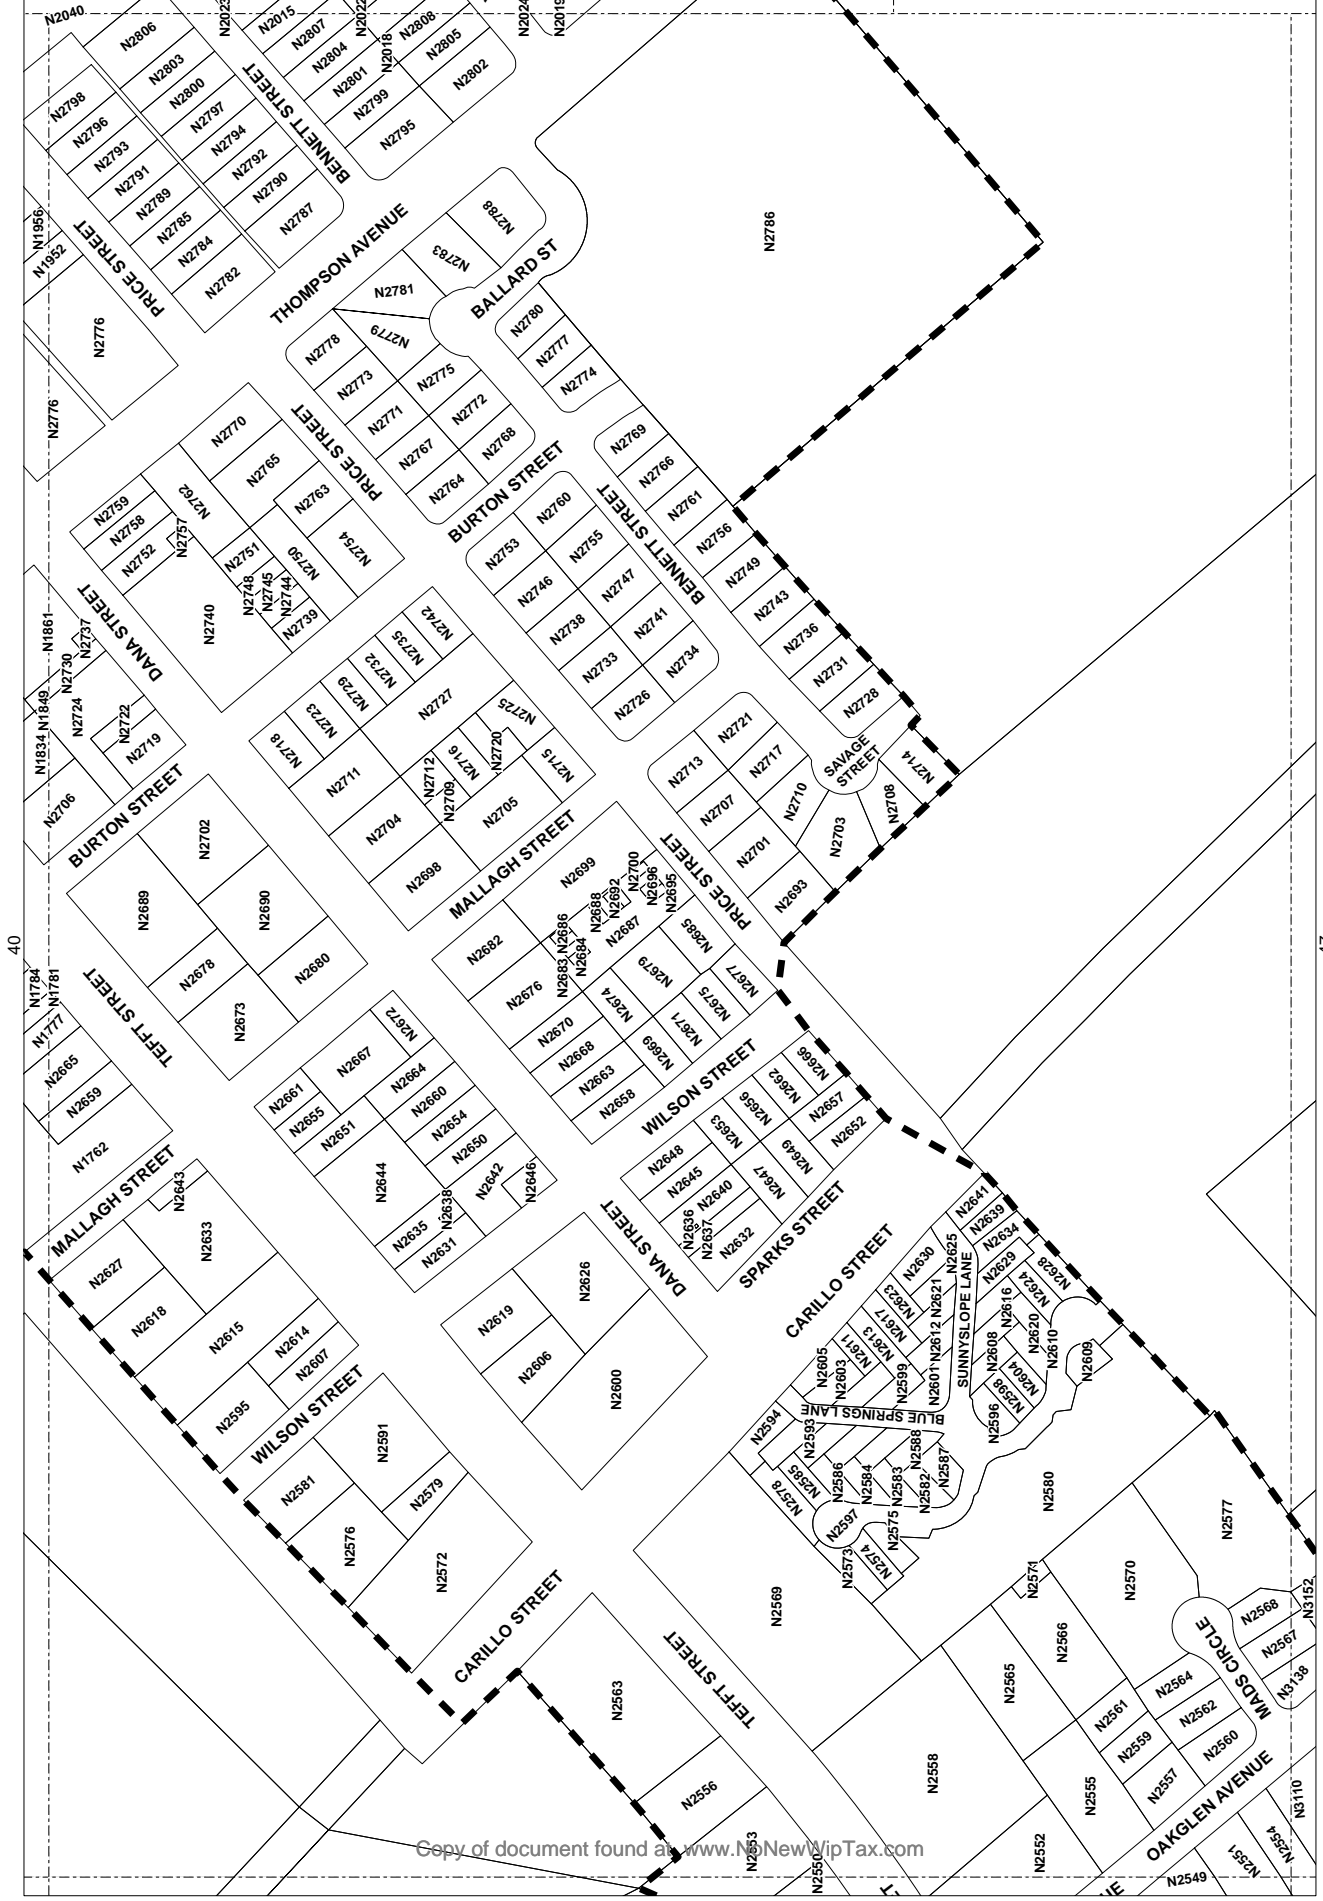 N2040
N2806
N2023
N2015
N2807
N2022
N2808
N2024
N2019
N2803
N2804
N2018
N2805
N2798
N2800
N2801
N2802
N2796
N2797
BENNETT STREET
N2799
N2793
N2794
N2795
N2791
N2792
N2789
N2790
N2785
N2787
N2788
N1956
N1952
PRICE STREET
N2784
N2782
THOMPSON AVENUE
N2783
BALLARD ST
N2786
N2781
N2776
N2779
N2778
N2780
N2777
N2776
N2773
N2775
N2774
N2770
PRICE STREET
N2771
N2772
N2765
N2767
N2768
N2769
N2759
N2762
N2763
N2764
BURTON STREET
N2766
N2758
N2757
N2760
N2761
N2752
N2751
N2750
N2754
N2753
N2755
BENNETT STREET
N2756
N2748
N2745
N2744
N2746
N2747
N2749
DANA STREET
N2740
N2739
N2742
N2738
N2741
N2743
N1861
N2737
N2735
N2733
N2734
N2736
N2730
N2732
N2731
N1849
N2724
N2729
N2727
N2726
N2728
N1834
N2722
N2723
N2725
N2721
N2719
N2718
N2720
N2717
SAVAGE
STREET
N2714
N2706
BURTON STREET
N2711
N2712
N2716
N2715
N2713
N2710
N2708
N2709
N2707
N2702
N2704
N2705
N2703
N2698
MALLAGH STREET
N2701
N2689
N2690
N2699
N2700
PRICE STREET
N2693
N2696
N2695
N2692
N2688
40
N2682
N2686
N2687
N2685
N2684
N2683
N2678
N2680
N2679
N2677
N1784
N1781
TEFFT STREET
N2676
N2674
N2675
N1777
N2673
N2672
N2670
N2671
N2665
N2667
N2668
N2669
N2659
N2661
N2664
N2663
WILSON STREET
N2662
N2666
N2655
N2660
N2658
N2656
N2657
N2651
N2654
N2653
N2652
N1762
N2650
N2648
N2649
MALLAGH STREET
N2643
N2644
N2642
N2646
N2645
N2647
N2638
N2640
N2641
N2633
N2635
N2636
N2637
N2639
N2631
N2632
N2634
N2627
N2626
DANA STREET
SPARKS STREET
CARILLO STREET
N2630
N2625
N2629
N2628
N2618
N2619
N2623
N2621
SUNNYSLOPE LANE
N2624
N2615
N2614
N2617
N2612
N2616
N2620
N2607
N2606
N2613
N2611
N2608
N2610
N2600
N2605
N2603
N2599
N2601
N2604
N2609
N2595
WILSON STREET
N2594
BLUE SPRINGS LANE
N2598
N2596
N2591
N2593
N2588
N2587
N2581
N2579
N2585
N2586
N2584
N2583
N2582
N2580
N2578
N2577
N2576
N2597
N2575
N2572
N2573
N2574
N2571
N2570
CARILLO STREET
N2569
N2568
N3152
N2566
N2567
N2563
TEFFT STREET
N2565
N2564
MADS CIRCLE
N3138
N2561
N2562
N2559
N2560
N2558
N2557
N2556
N2555
OAKGLEN AVENUE
N3110
Copy of document found at www.NoNewWipTax.com
N2553
N2552
N2554
N2551
N2550
N2549